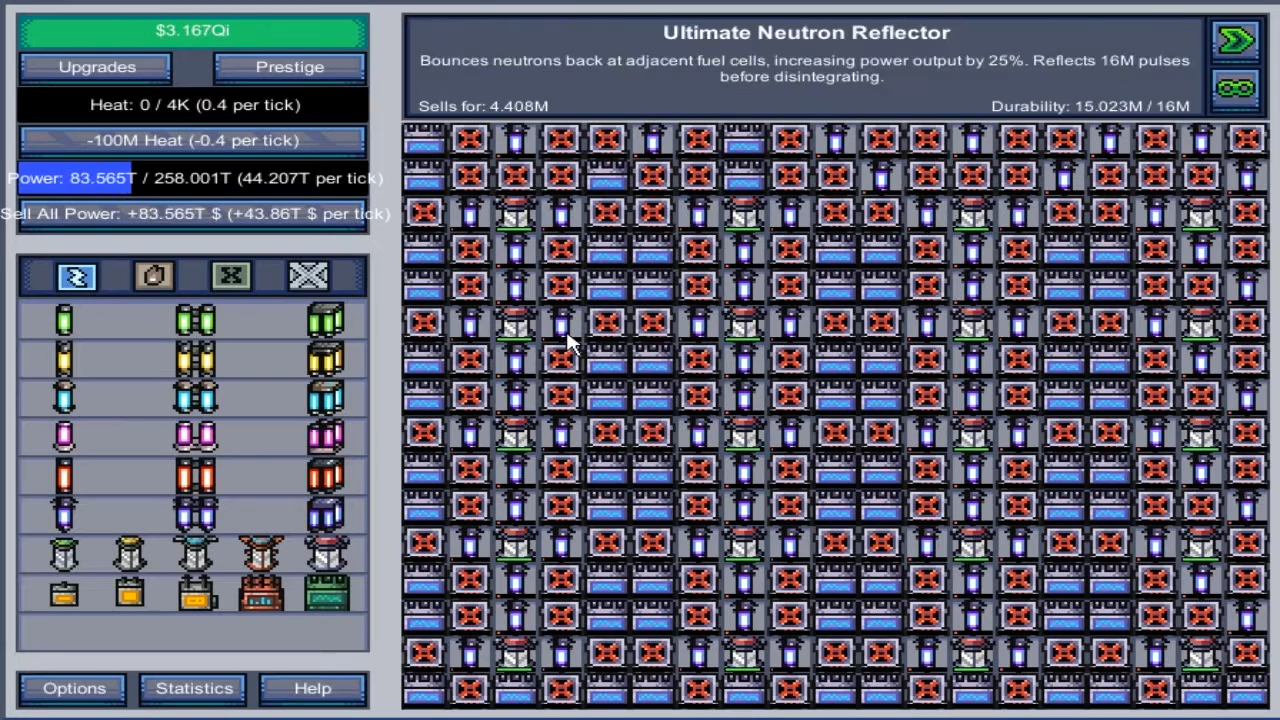 $3.167Qi
Upgrades
Prestige
Heat: 0 / 4K (0.4 per tick)
-100M Heat (-0.4 per tick)
Power: 83.565T / 258.001T (44.207T per tick)
Sell All Power: +83.565T $ (+43.86T $ per tick)
Options
Statistics
Help
Ultimate Neutron Reflector
Bounces neutrons back at adjacent fuel cells, increasing power output by 25%. Reflects 16M pulses
before disintegrating.
Sells for: 4.408M
Durability: 15.023M / 16M